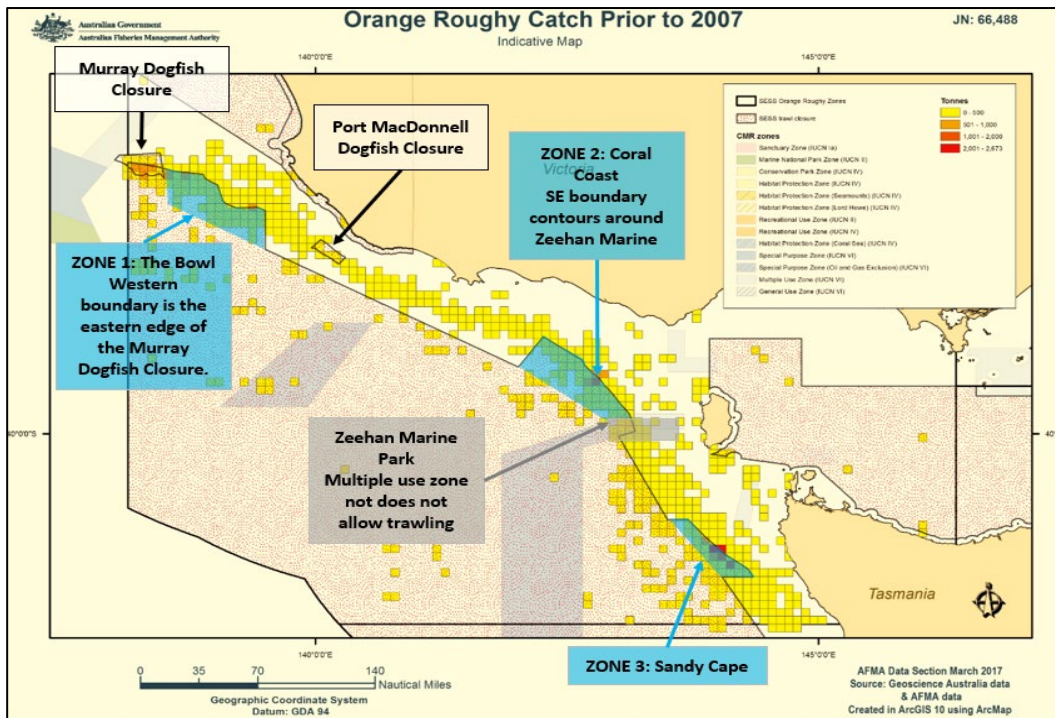 Australian Government
Australian Fisheries Management Authority
Orange Roughy Catch Prior to 2007
Indicative Map
JN: 66,488
140°0'0"E
145°0'0"E
Murray Dogfish
Closure
Port MacDonnell
Dogfish Closure
ZONE 2: Coral
Coast
SE boundary
contours around
Zeehan Marine
Victoria
SESS Orange Roughy Zones
SESS trawl closure
CMR zones
Sanctuary Zone (IUCN Ia)
Marine National Park Zone (IUCN II)
Conservation Park Zone (IUCN IV)
Habitat Protection Zone (IUCN IV)
Habitat Protection Zone (Seamounts) (IUCN IV)
Habitat Protection Zone (Lord Howe) (IUCN IV)
Recreational Use Zone (IUCN II)
Recreational Use Zone (IUCN IV)
Habitat Protection Zone (Coral Sea) (IUCN IV)
Special Purpose Zone (IUCN VI)
Special Purpose Zone (Oil and Gas Exclusion) (IUCN VI)
Multiple Use Zone (IUCN VI)
General Use Zone (IUCN VI)
Tonnes
0 - 500
501 - 1,000
1,001 - 2,000
2,001 - 2,673
ZONE 1: The Bowl
Western
boundary is the
eastern edge of
the Murray
Dogfish Closure.
40°0'0"S
40°
Zeehan Marine
Park
Multiple use zone
not does not
allow trawling
Tasmania
ZONE 3: Sandy Cape
140°0'0"E
145°0'0"E
0 35 70 140
Nautical Miles
Geographic Coordinate System
Datum: GDA 94
AFMA Data Section March 2017
Source: Geoscience Australia data
& AFMA data
Created in ArcGIS 10 using ArcMap